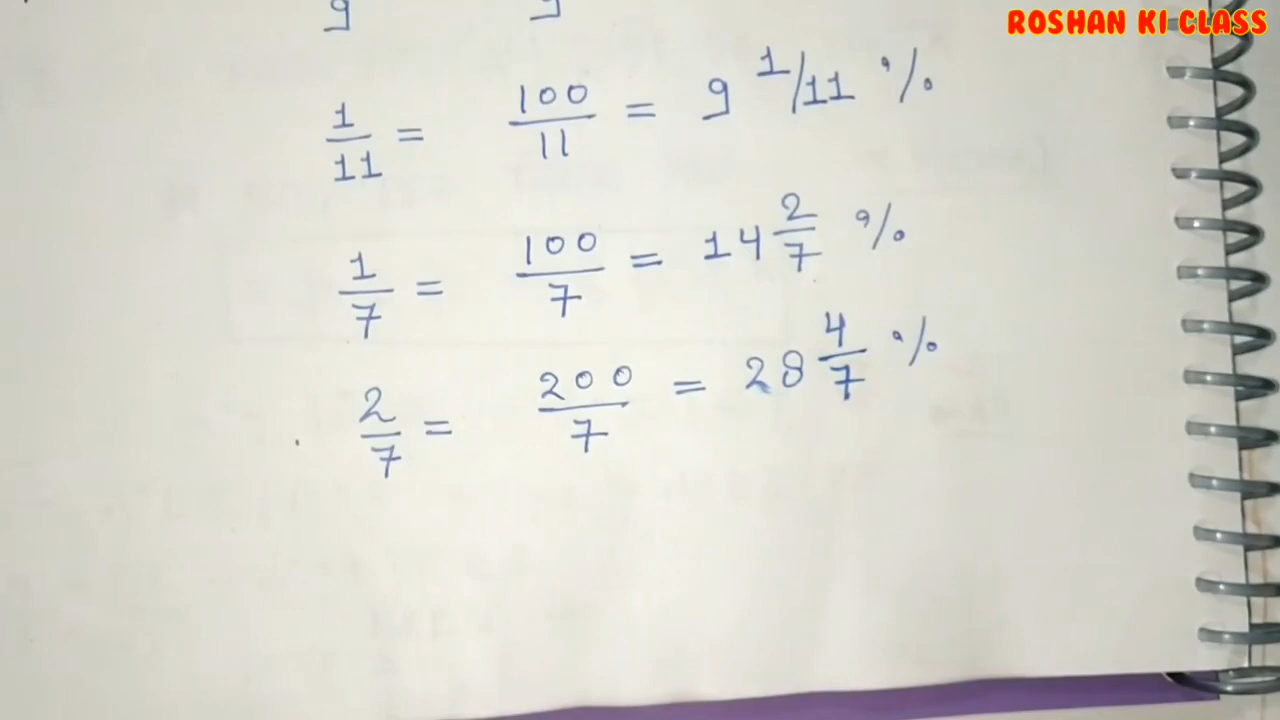 ROSHAN KI CLASS
1/11 = 100/11 = 9 1/11 %
1/7 = 100/7 = 14 2/7 %
2/7 = 200/7 = 28 4/7 %